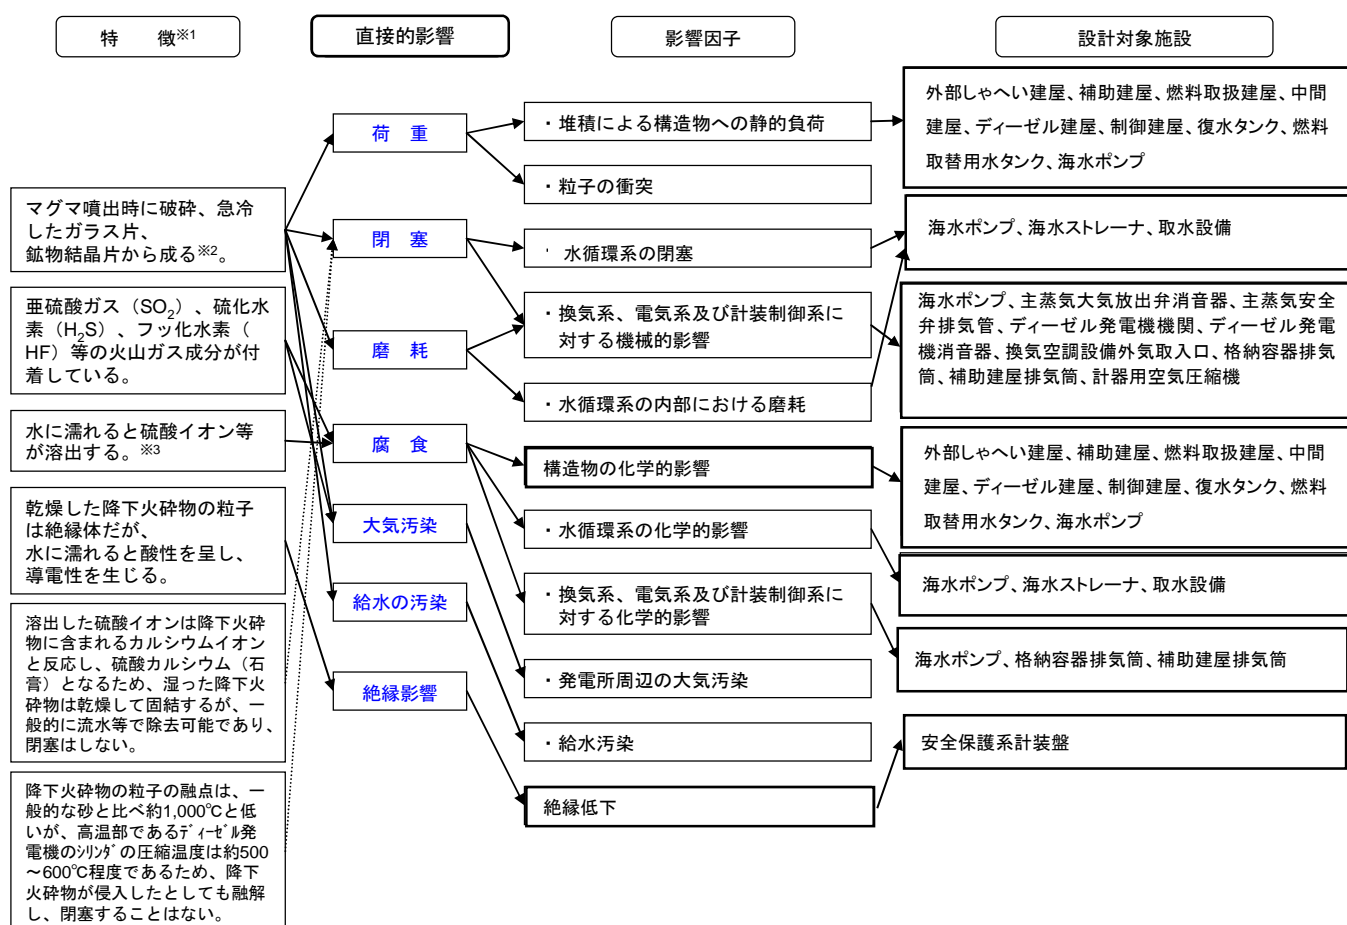 特　徴※1
直接的影響
影響因子
設計対象施設
マグマ噴出時に破砕、急冷
したガラス片、
鉱物結晶片から成る※2。
亜硫酸ガス（SO2）、硫化水
素（H2S）、フッ化水素（
HF）等の火山ガス成分が付
着している。
水に濡れると硫酸イオン等
が溶出する。※3
乾燥した降下火砕物の粒子
は絶縁体だが、
水に濡れると酸性を呈し、
導電性を生じる。
溶出した硫酸イオンは降下火砕
物に含まれるカルシウムイオン
と反応し、硫酸カルシウム（石
膏）となるため、湿った降下火
砕物は乾燥して固結するが、一
般的に流水等で除去可能であり、
閉塞はしない。
降下火砕物の粒子の融点は、一
般的な砂と比べ約1,000℃と低
いが、高温部であるﾃﾞｨｰｾﾞﾙ発
電機のｼﾘﾝﾀﾞの圧縮温度は約500
～600℃程度であるため、降下
火砕物が侵入したとしても融解
し、閉塞することはない。
荷　重
閉　塞
磨　耗
腐　食
大気汚染
給水の汚染
絶縁影響
・堆積による構造物への静的負荷
・粒子の衝突
・水循環系の閉塞
・換気系、電気系及び計装制御系に
対する機械的影響
・水循環系の内部における磨耗
構造物の化学的影響
・水循環系の化学的影響
・換気系、電気系及び計装制御系に
対する化学的影響
・発電所周辺の大気汚染
・給水汚染
絶縁低下
外部しゃへい建屋、補助建屋、燃料取扱建屋、中間
建屋、ディーゼル建屋、制御建屋、復水タンク、燃料
取替用水タンク、海水ポンプ
海水ポンプ、海水ストレーナ、取水設備
海水ポンプ、主蒸気大気放出弁消音器、主蒸気安全
弁排気管、ディーゼル発電機機関、ディーゼル発電
機消音器、換気空調設備外気取入口、格納容器排気
筒、補助建屋排気筒、計器用空気圧縮機
外部しゃへい建屋、補助建屋、燃料取扱建屋、中間
建屋、ディーゼル建屋、制御建屋、復水タンク、燃料
取替用水タンク、海水ポンプ
海水ポンプ、海水ストレーナ、取水設備
海水ポンプ、格納容器排気筒、補助建屋排気筒
安全保護系計装盤